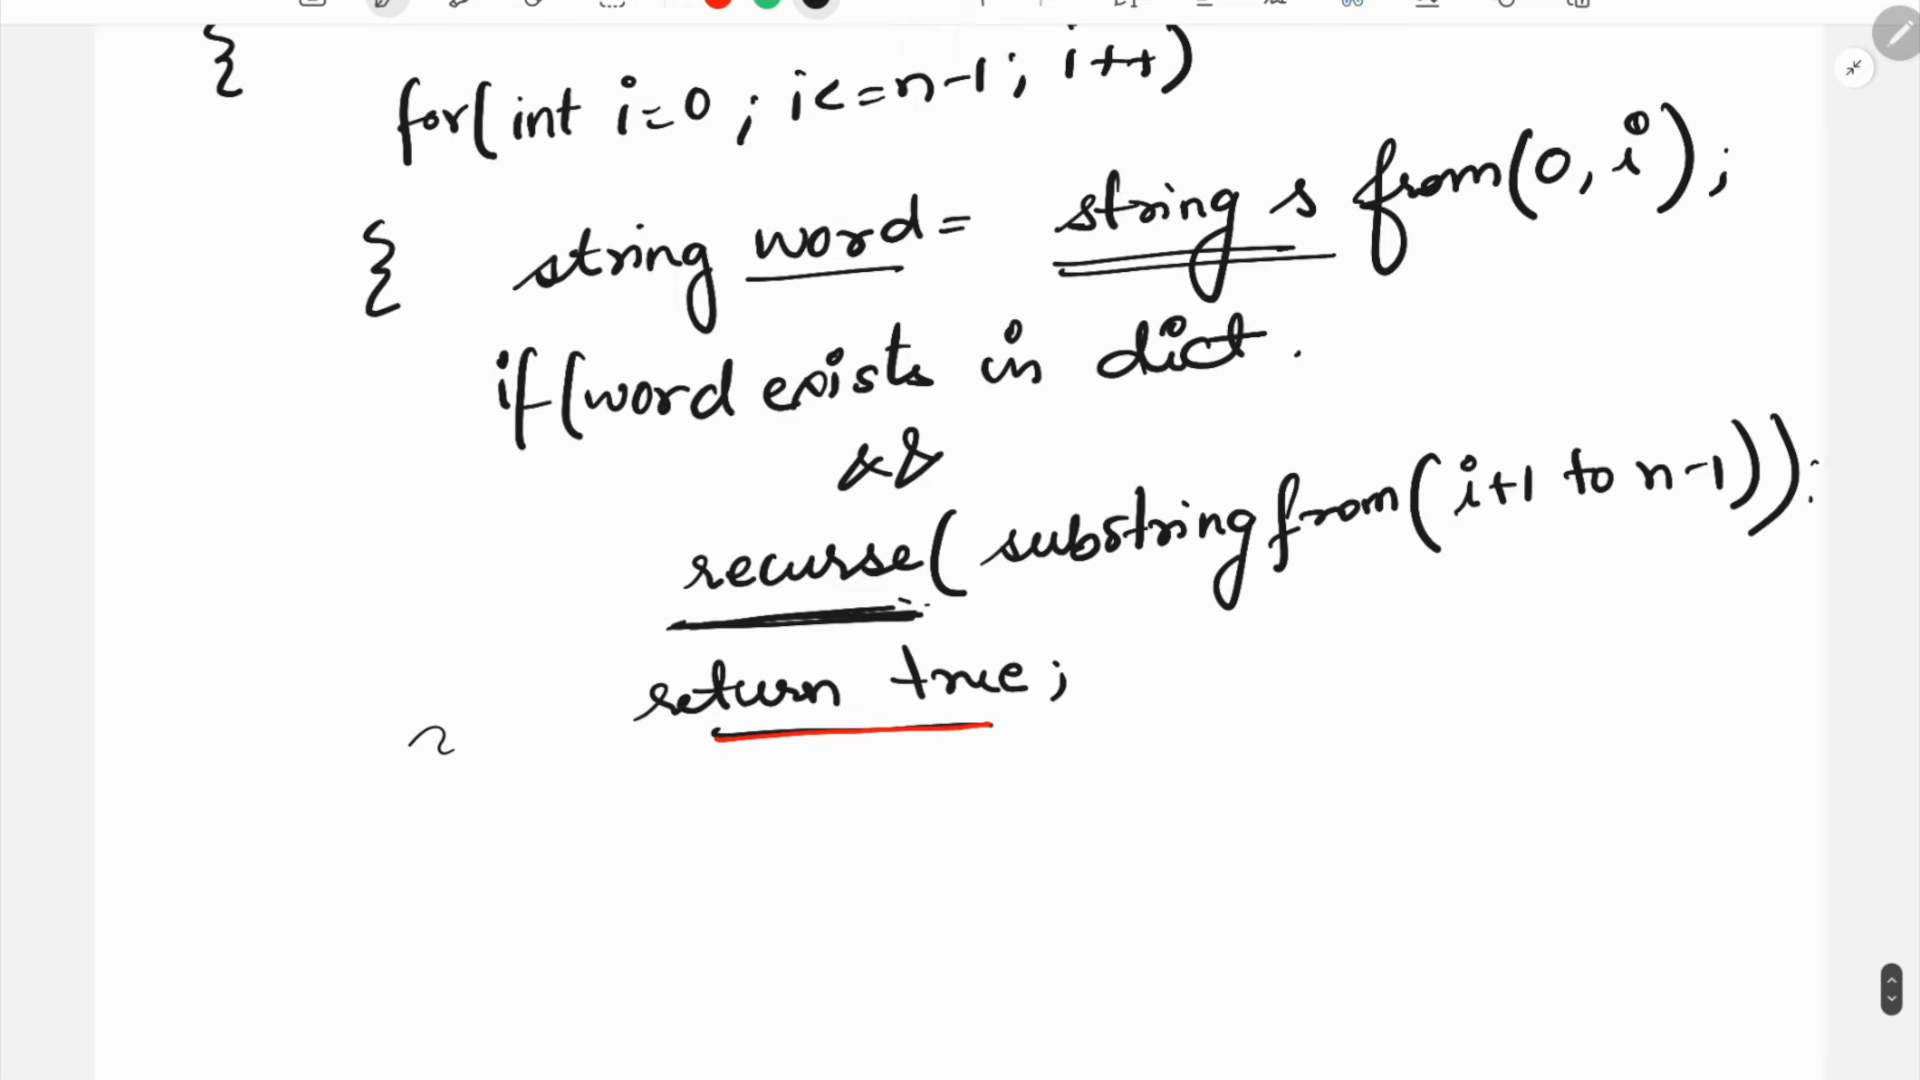 {
for(int i=0 ; i<=n-1 ; i++)
{ string word = string s from(0, i);
if(word exists in dict.
&&
recurse( substring from(i+1 to n-1)):
return true;